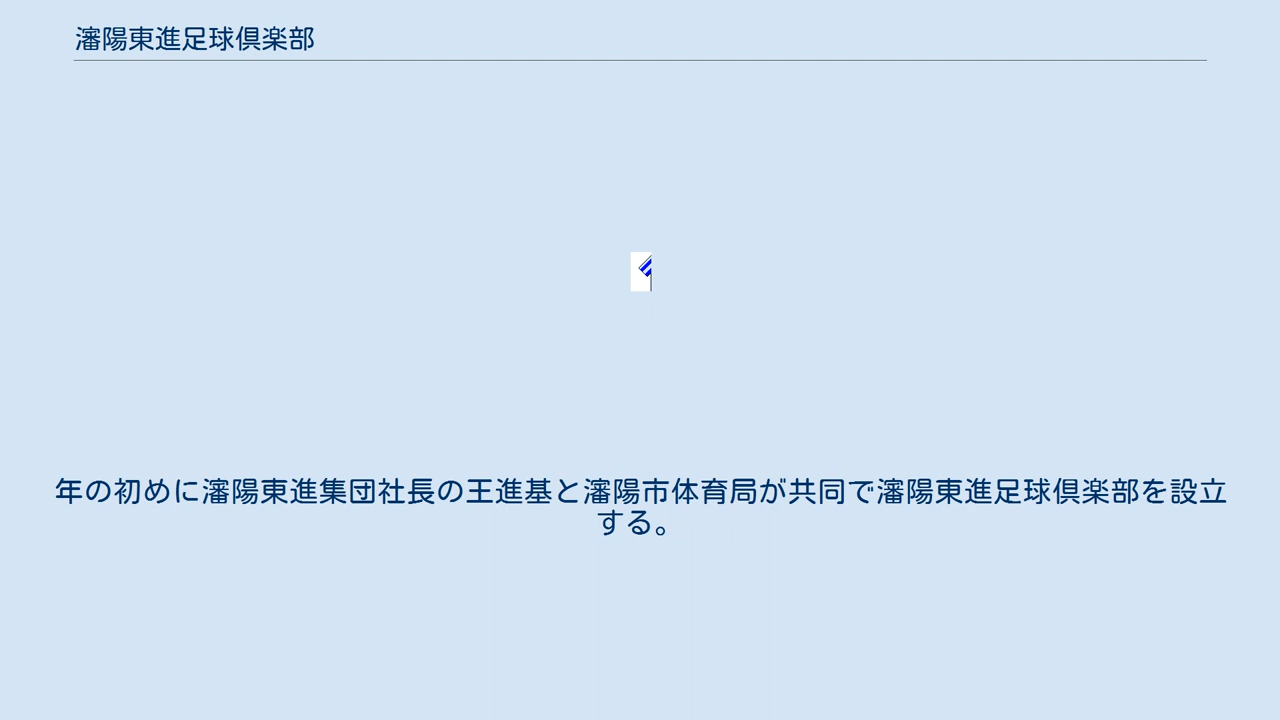 瀋陽東進足球倶楽部
年の初めに瀋陽東進集団社長の王進基と瀋陽市体育局が共同で瀋陽東進足球倶楽部を設立
する。